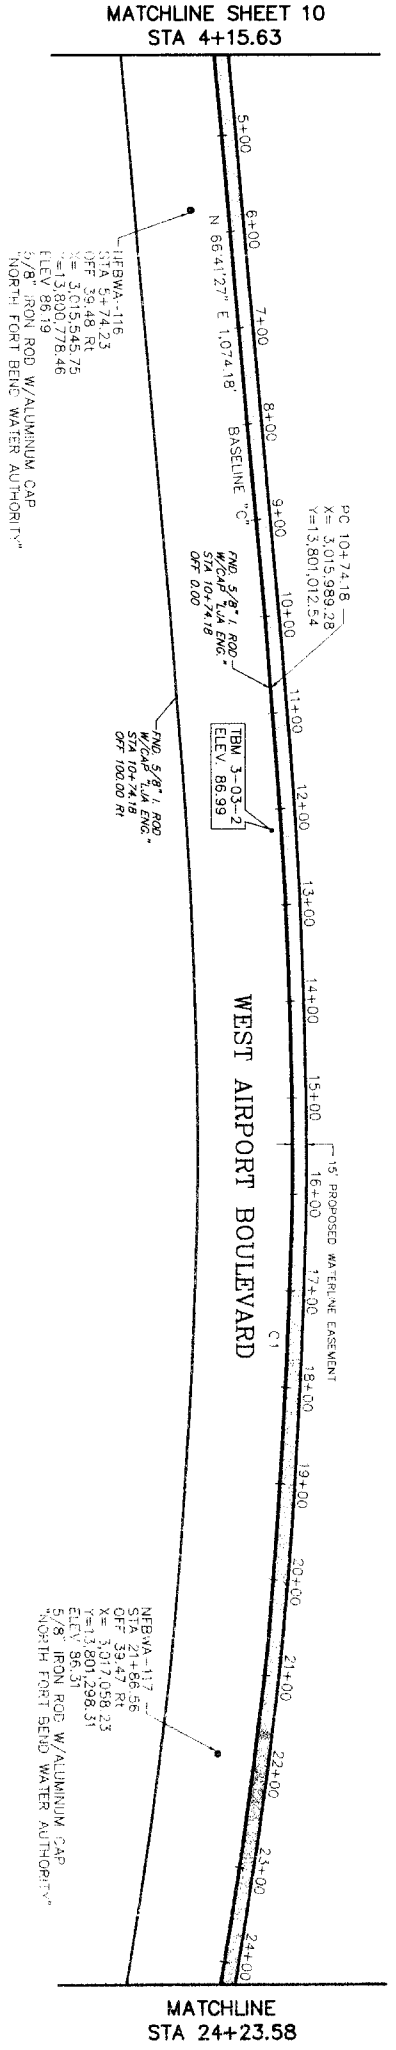 MATCHLINE SHEET 10
STA 4+15.63
5+00
6+00
7+00
8+00
9+00
10+00
11+00
12+00
13+00
14+00
15+00
16+00
17+00
18+00
19+00
20+00
21+00
22+00
23+00
24+00
N 66°41'27" E 1,074.18'
BASELINE "C"
NFBWA-116
STA 5+74.23
OFF 39.48 Rt
X= 3,015,545.75
Y=13,800,778.46
ELEV 86.19
5/8" IRON ROD W/ALUMINUM CAP
"NORTH FORT BEND WATER AUTHORITY"
PC 10+74.18
X= 3,015,989.28
Y=13,801,012.54
FND. 5/8" I. ROD
W/CAP "LJA ENG."
STA 10+74.18
OFF 0.00
FND 5/8" I. ROD
W/CAP "LJA ENG."
STA 10+74.18
OFF 100.00 Rt
TBM 3-03-2
ELEV. 86.99
WEST AIRPORT BOULEVARD
15' PROPOSED WATERLINE EASEMENT
C1
NFBWA-117
STA 21+86.56
OFF 39.47 Rt
X= 3,017,058.23
Y=13,801,298.31
ELEV 86.31
5/8" IRON ROD W/ALUMINUM CAP
"NORTH FORT BEND WATER AUTHORITY"
MATCHLINE
STA 24+23.58